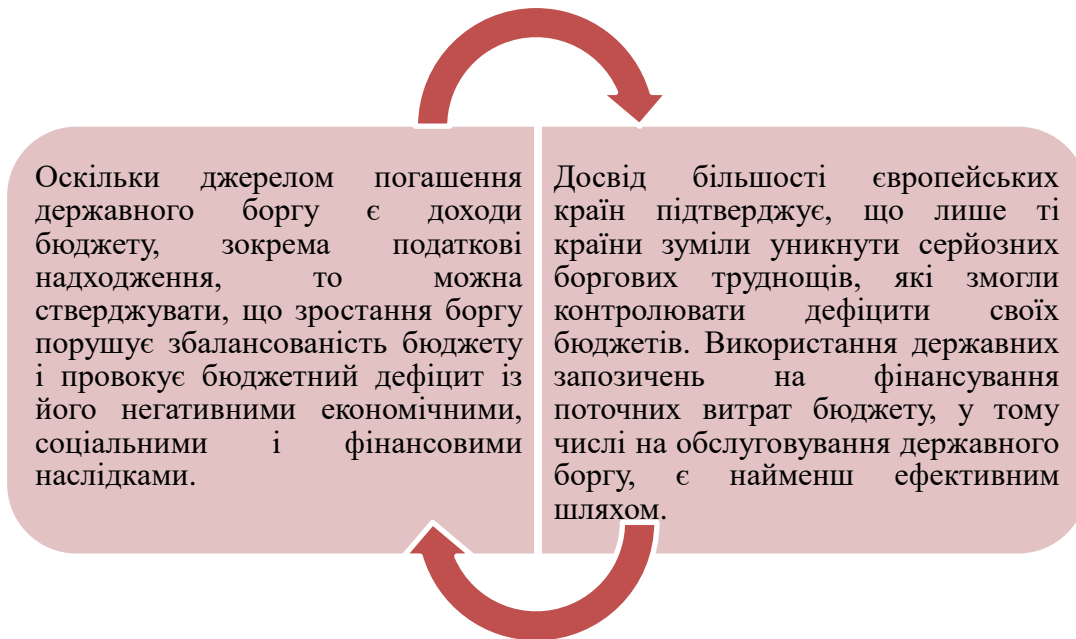 Оскільки джерелом погашення
державного боргу є доходи
бюджету, зокрема податкові
надходження, то можна
стверджувати, що зростання боргу
порушує збалансованість бюджету
і провокує бюджетний дефіцит із
його негативними економічними,
соціальними і фінансовими
наслідками.
Досвід більшості європейських
країн підтверджує, що лише ті
країни зуміли уникнути серйозних
боргових труднощів, які змогли
контролювати дефіцити своїх
бюджетів. Використання державних
запозичень на фінансування
поточних витрат бюджету, у тому
числі на обслуговування державного
боргу, є найменш ефективним
шляхом.